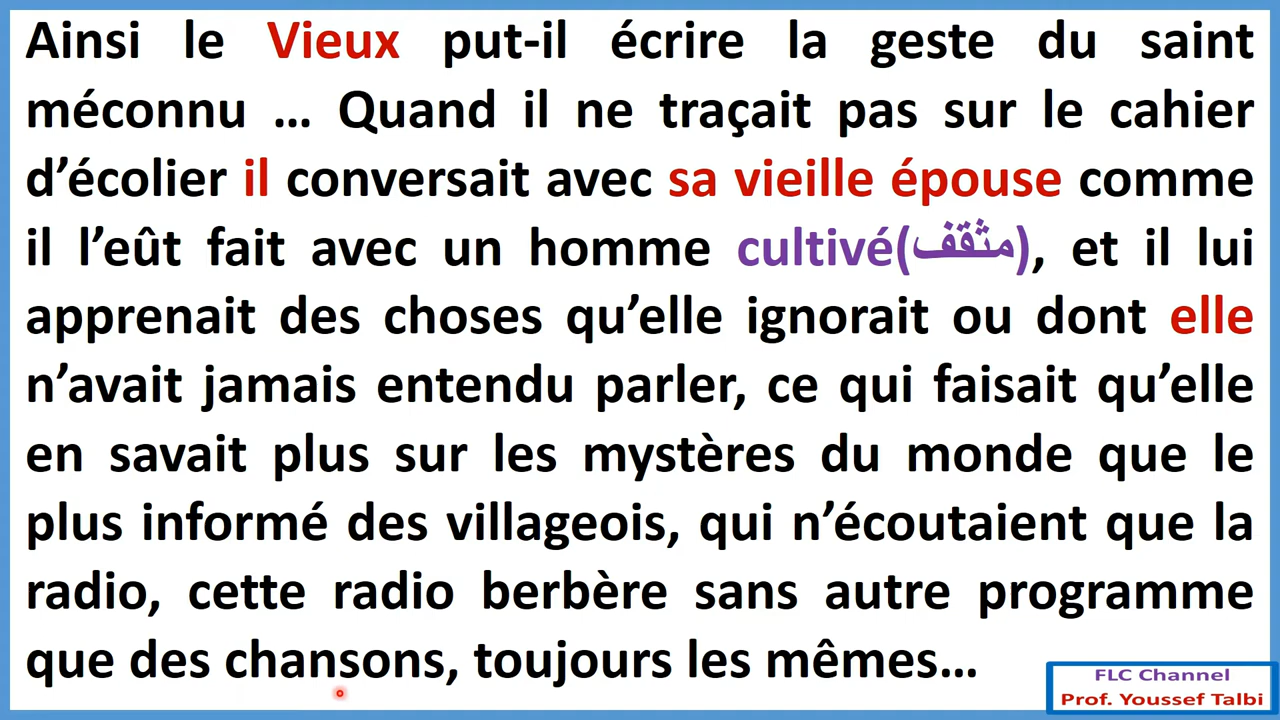 Ainsi le Vieux put-il écrire la geste du saint
méconnu ... Quand il ne traçait pas sur le cahier
d’écolier il conversait avec sa vieille épouse comme
il l’eût fait avec un homme cultivé(مثقف), et il lui
apprenait des choses qu’elle ignorait ou dont elle
n’avait jamais entendu parler, ce qui faisait qu’elle
en savait plus sur les mystères du monde que le
plus informé des villageois, qui n’écoutaient que la
radio, cette radio berbère sans autre programme
que des chansons, toujours les mêmes...
FLC Channel
Prof. Youssef Talbi